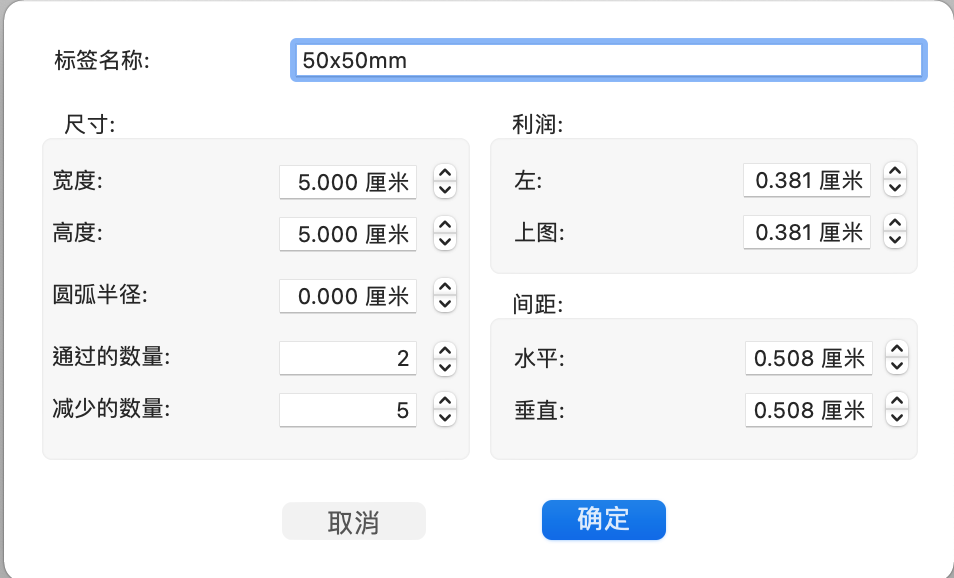 标签名称: 50x50mm
尺寸:
宽度: 5.000 厘米
高度: 5.000 厘米
圆弧半径: 0.000 厘米
通过的数量: 2
减少的数量: 5
利润:
左: 0.381 厘米
上图: 0.381 厘米
间距:
水平: 0.508 厘米
垂直: 0.508 厘米
取消
确定